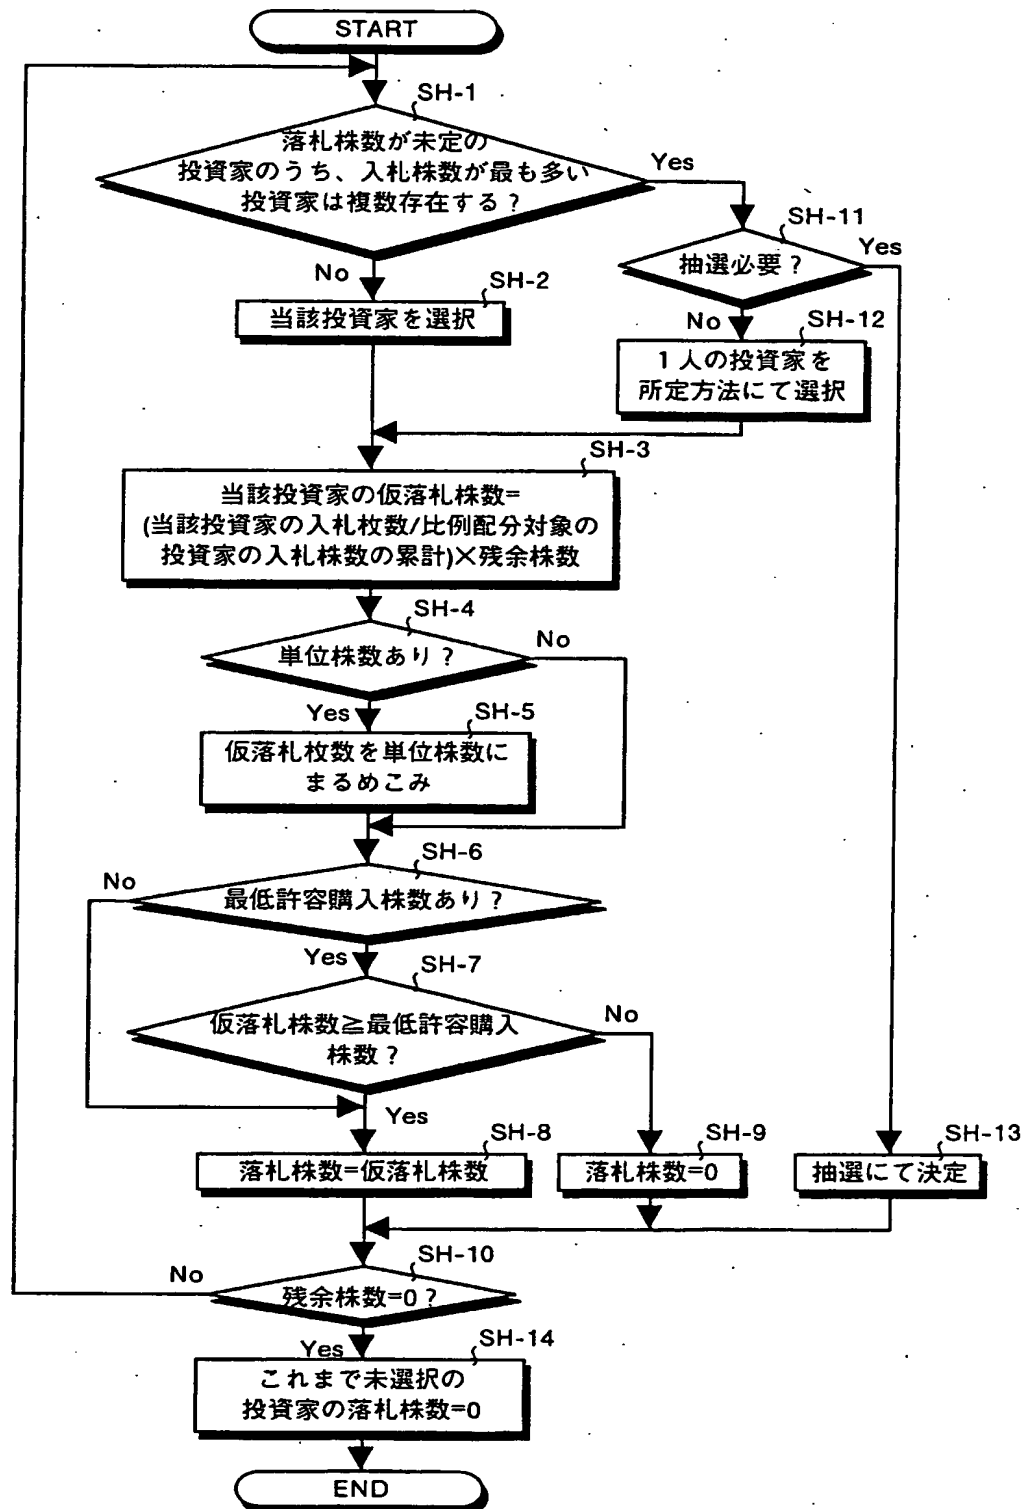 START
SH-1
落札株数が未定の
投資家のうち、入札株数が最も多い
投資家は複数存在する？
Yes
No
SH-11
抽選必要？
Yes
No
SH-2
当該投資家を選択
SH-12
1人の投資家を
所定方法にて選択
SH-3
当該投資家の仮落札株数=
(当該投資家の入札枚数/比例配分対象の
投資家の入札株数の累計)×残余株数
SH-4
単位株数あり？
No
Yes
SH-5
仮落札枚数を単位株数に
まるめこみ
SH-6
No
最低許容購入株数あり？
Yes
SH-7
仮落札株数≧最低許容購入
株数？
No
Yes
SH-8
落札株数=仮落札株数
SH-9
落札株数=0
SH-13
抽選にて決定
SH-10
No
残余株数=0？
Yes
SH-14
これまで未選択の
投資家の落札株数=0
END